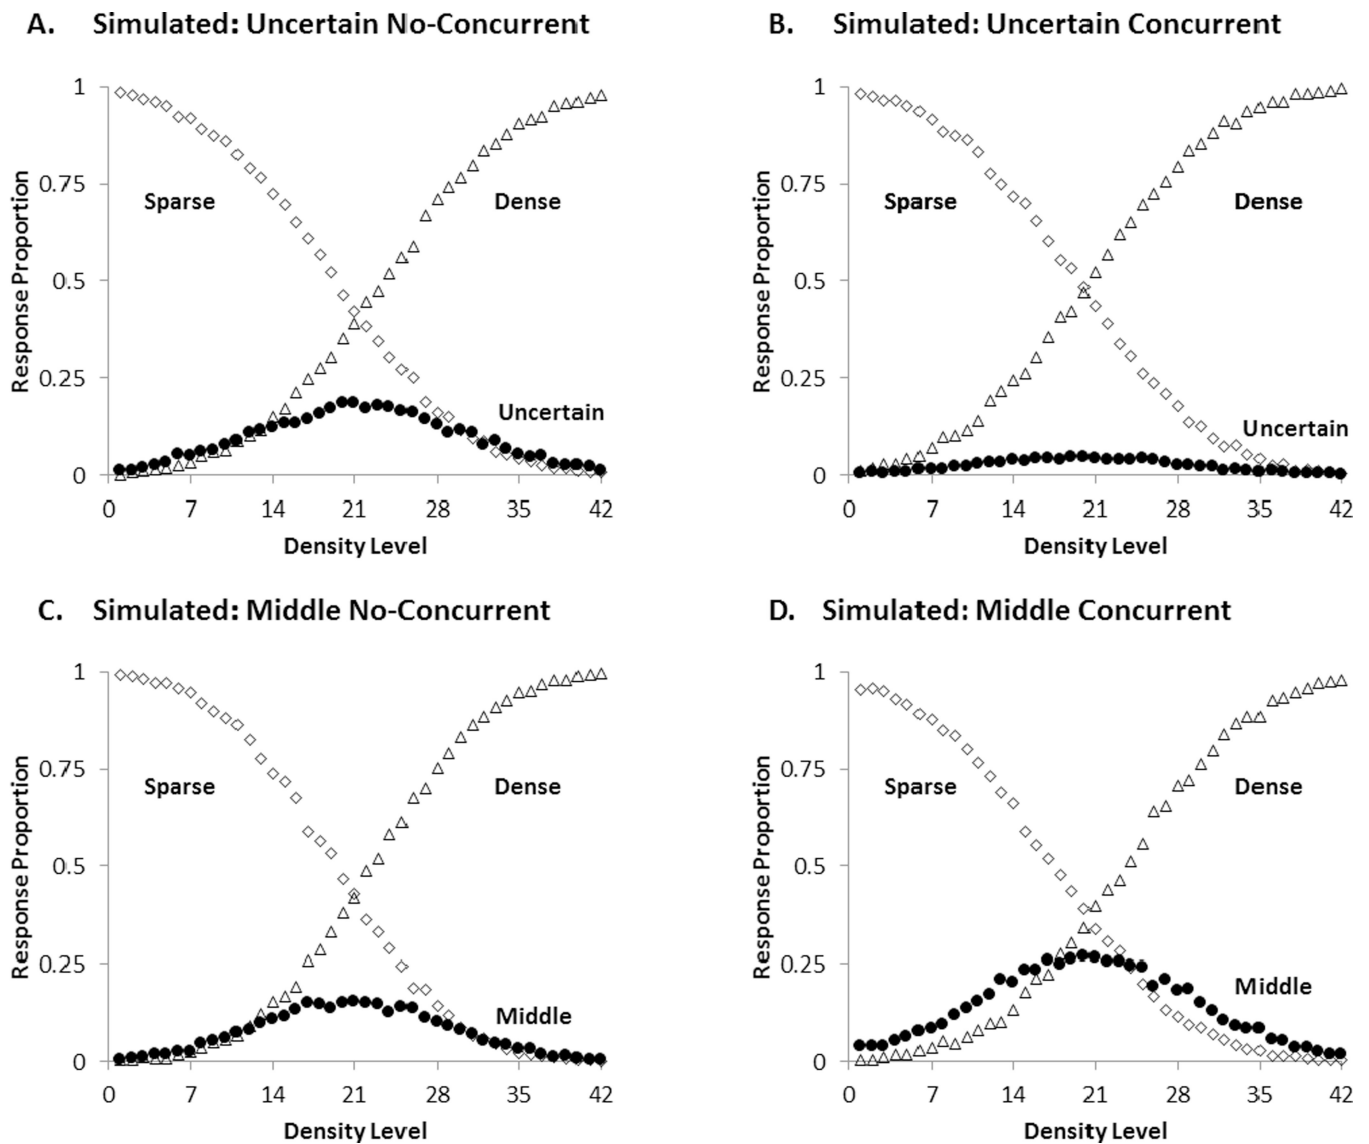 A. Simulated: Uncertain No-Concurrent
Response Proportion
1
0.75
0.5
0.25
0
Sparse
Dense
Uncertain
0 7 14 21 28 35 42
Density Level
B. Simulated: Uncertain Concurrent
Response Proportion
1
0.75
0.5
0.25
0
Sparse
Dense
Uncertain
0 7 14 21 28 35 42
Density Level
C. Simulated: Middle No-Concurrent
Response Proportion
1
0.75
0.5
0.25
0
Sparse
Dense
Middle
0 7 14 21 28 35 42
Density Level
D. Simulated: Middle Concurrent
Response Proportion
1
0.75
0.5
0.25
0
Sparse
Dense
Middle
0 7 14 21 28 35 42
Density Level